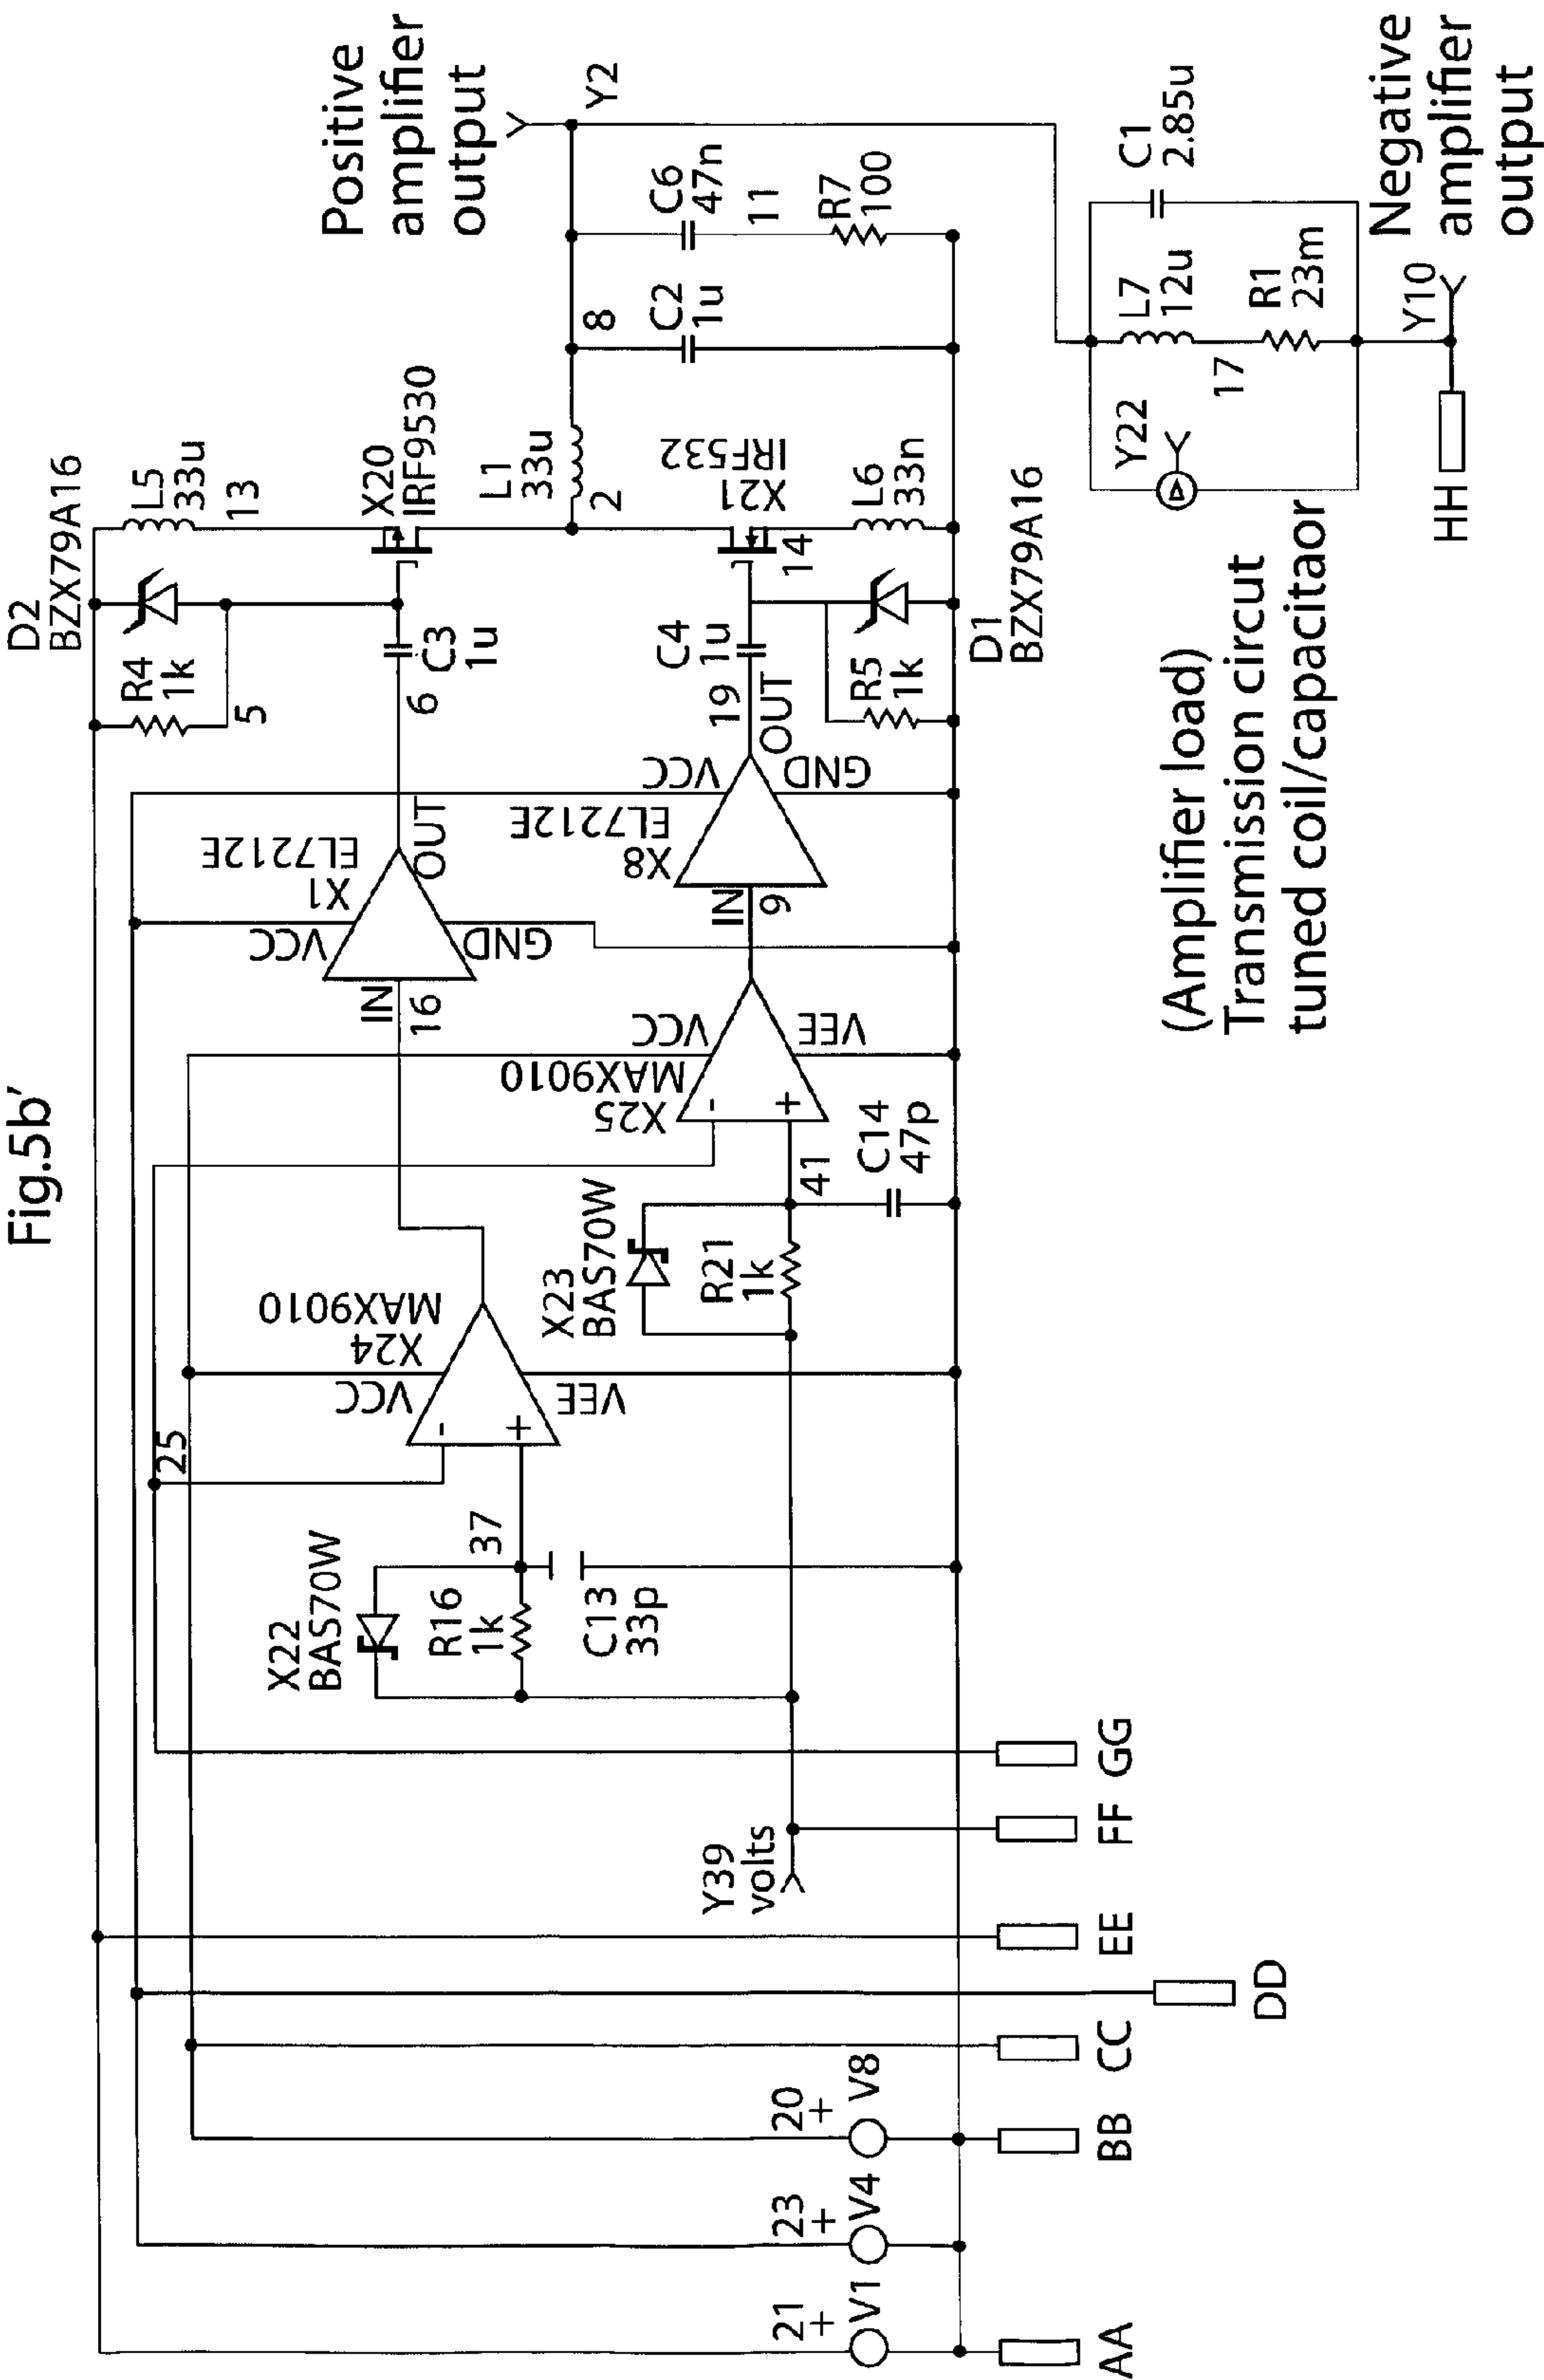 Fig.5b'
D2
BZX79A16
L5
33u
13
R4
1k
5
X20
IRF9530
C3
1u
6
X1
EL7212E
VCC
GND
IN
OUT
16
Positive
amplifier
output
Y2
L1
33u
2
8
C2
1u
C6
47n
11
R7
100
X21
IRF532
14
L6
33n
D1
BZX79A16
C4
1u
19
OUT
R5
1k
X8
EL7212E
VCC
GND
IN
9
X25
MAX9010
VCC
VEE
-
+
41
C14
47p
X23
BAS70W
R21
1k
X24
MAX9010
VCC
VEE
-
+
25
37
X22
BAS70W
R16
1k
C13
33p
Y39
volts
21
+
V1
23
+
V4
20
+
V8
AA
BB
CC
DD
EE
FF
GG
C1
2.85u
L7
12u
17
R1
23m
Y22
Δ
Y10
HH
Negative
amplifier
output
(Amplifier load)
Transmission circut
tuned coil/capacitaor